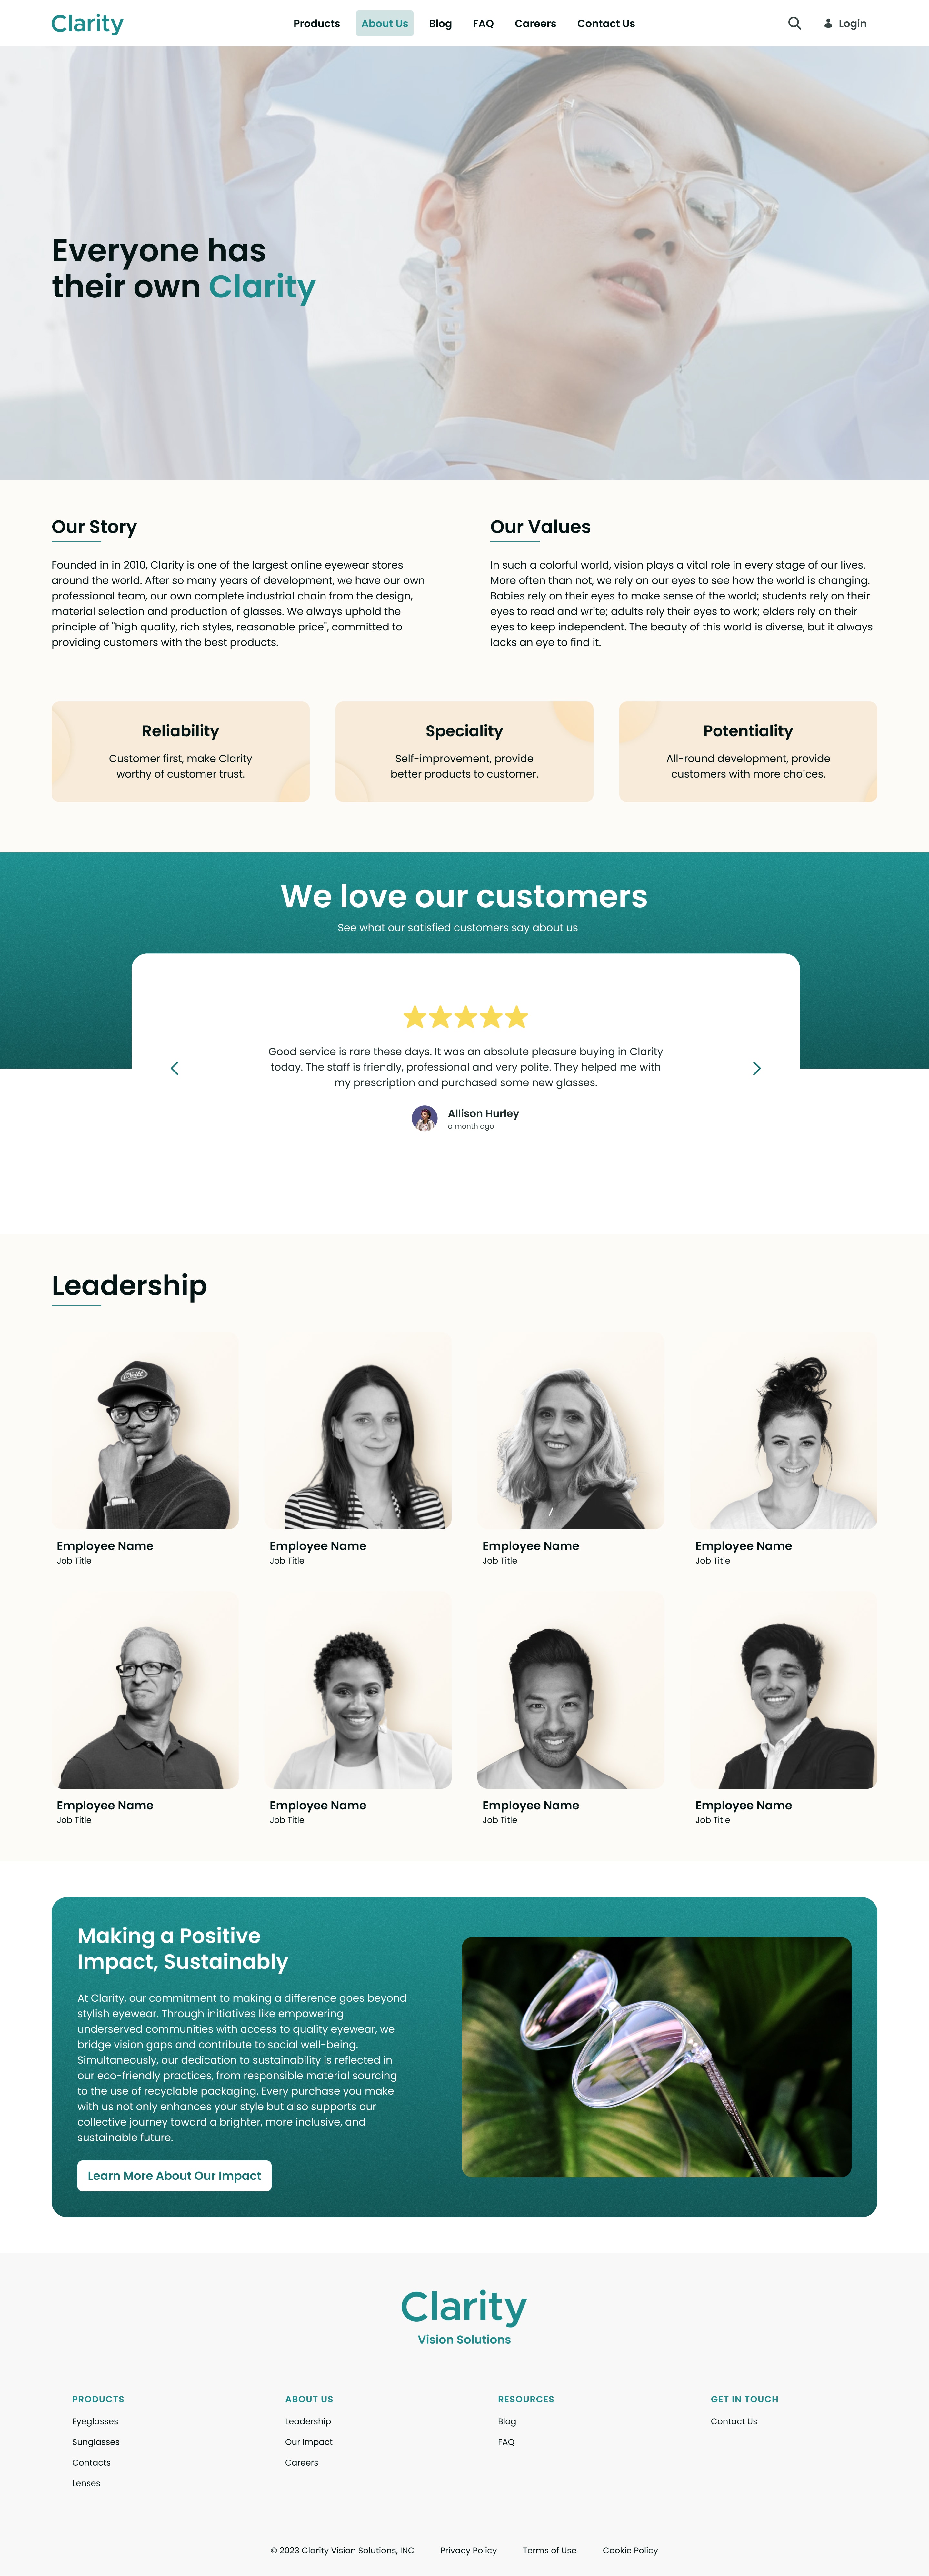 Clarity
Products
About Us
Blog
FAQ
Careers
Contact Us
Login
Everyone has
their own Clarity
Our Story
Founded in in 2010, Clarity is one of the largest online eyewear stores
around the world. After so many years of development, we have our own
professional team, our own complete industrial chain from the design,
material selection and production of glasses. We always uphold the
principle of "high quality, rich styles, reasonable price", committed to
providing customers with the best products.
Our Values
In such a colorful world, vision plays a vital role in every stage of our lives.
More often than not, we rely on our eyes to see how the world is changing.
Babies rely on their eyes to make sense of the world; students rely on their
eyes to read and write; adults rely their eyes to work; elders rely on their
eyes to keep independent. The beauty of this world is diverse, but it always
lacks an eye to find it.
Reliability
Customer first, make Clarity
worthy of customer trust.
Speciality
Self-improvement, provide
better products to customer.
Potentiality
All-round development, provide
customers with more choices.
We love our customers
See what our satisfied customers say about us
Good service is rare these days. It was an absolute pleasure buying in Clarity
today. The staff is friendly, professional and very polite. They helped me with
my prescription and purchased some new glasses.
Allison Hurley
a month ago
Leadership
Employee Name
Job Title
Employee Name
Job Title
Employee Name
Job Title
Employee Name
Job Title
Employee Name
Job Title
Employee Name
Job Title
Employee Name
Job Title
Employee Name
Job Title
Making a Positive
Impact, Sustainably
At Clarity, our commitment to making a difference goes beyond
stylish eyewear. Through initiatives like empowering
underserved communities with access to quality eyewear, we
bridge vision gaps and contribute to social well-being.
Simultaneously, our dedication to sustainability is reflected in
our eco-friendly practices, from responsible material sourcing
to the use of recyclable packaging. Every purchase you make
with us not only enhances your style but also supports our
collective journey toward a brighter, more inclusive, and
sustainable future.
Learn More About Our Impact
Clarity
Vision Solutions
PRODUCTS
Eyeglasses
Sunglasses
Contacts
Lenses
ABOUT US
Leadership
Our Impact
Careers
RESOURCES
Blog
FAQ
GET IN TOUCH
Contact Us
© 2023 Clarity Vision Solutions, INC
Privacy Policy
Terms of Use
Cookie Policy